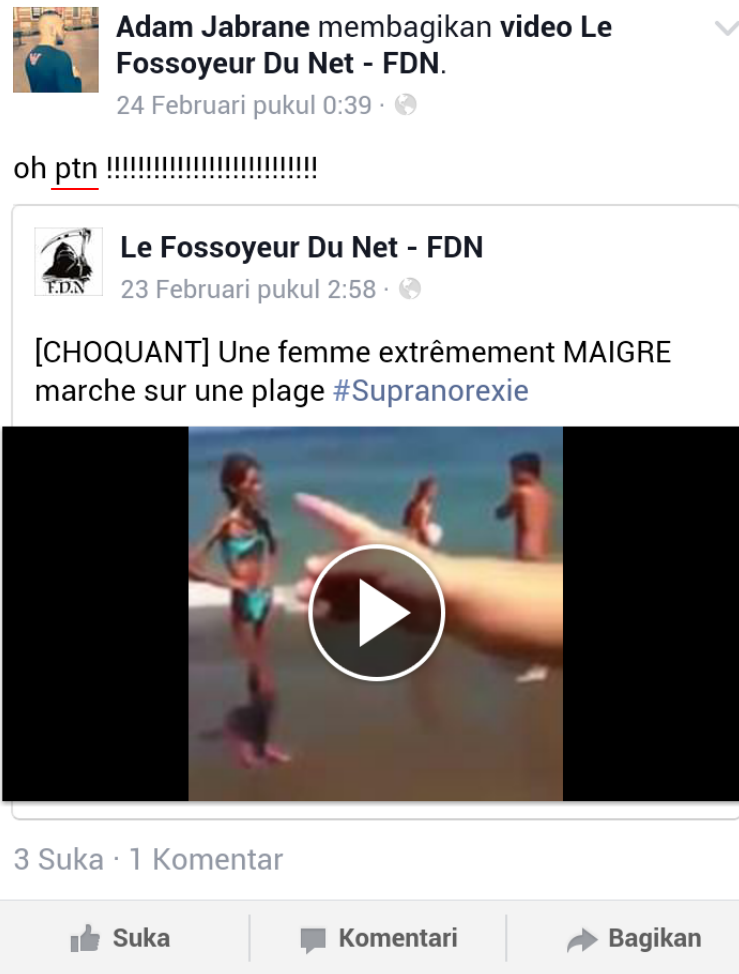 Adam Jabrane membagikan video Le
Fossoyeur Du Net - FDN.
24 Februari pukul 0:39 ·
oh ptn !!!!!!!!!!!!!!!!!!!!!!!!!!!
Le Fossoyeur Du Net - FDN
F.D.N
23 Februari pukul 2:58 ·
[CHOQUANT] Une femme extrêmement MAIGRE
marche sur une plage #Supranorexie
3 Suka · 1 Komentar
Suka
Komentari
Bagikan